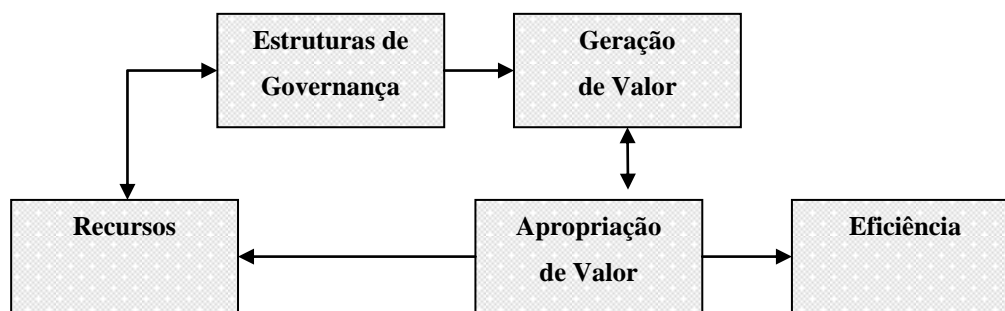 Estruturas de
Governança
Geração
de Valor
Recursos
Apropriação
de Valor
Eficiência